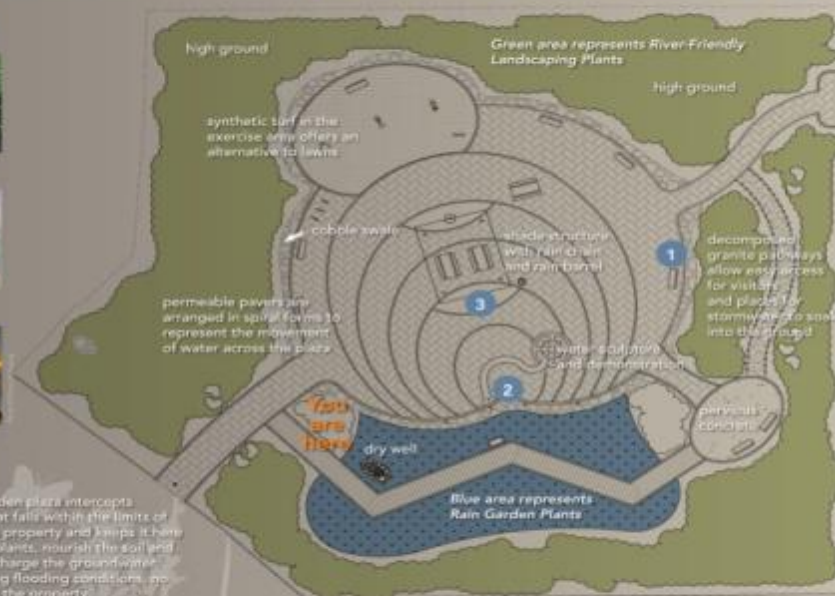 high ground
Green area represents River-Friendly
Landscaping Plants
high ground
synthetic turf in the
exercise area offers an
alternative to lawns
cobble swale
shade structure
with rain chain
and rain barrel
1
decomposed
granite pathways
allow easy access
for visitors
and places for
stormwater to soak
into the ground
permeable pavers are
arranged in spiral forms to
represent the movement
of water across the plaza
3
water sculpture
and demonstration
2
You
are
here
pervious
concrete
dry well
Blue area represents
Rain Garden Plants
plaza intercepts
falls within the limits of
property and keeps it here
plants, nourish the soil and
the groundwater
flooding conditions, no
the property